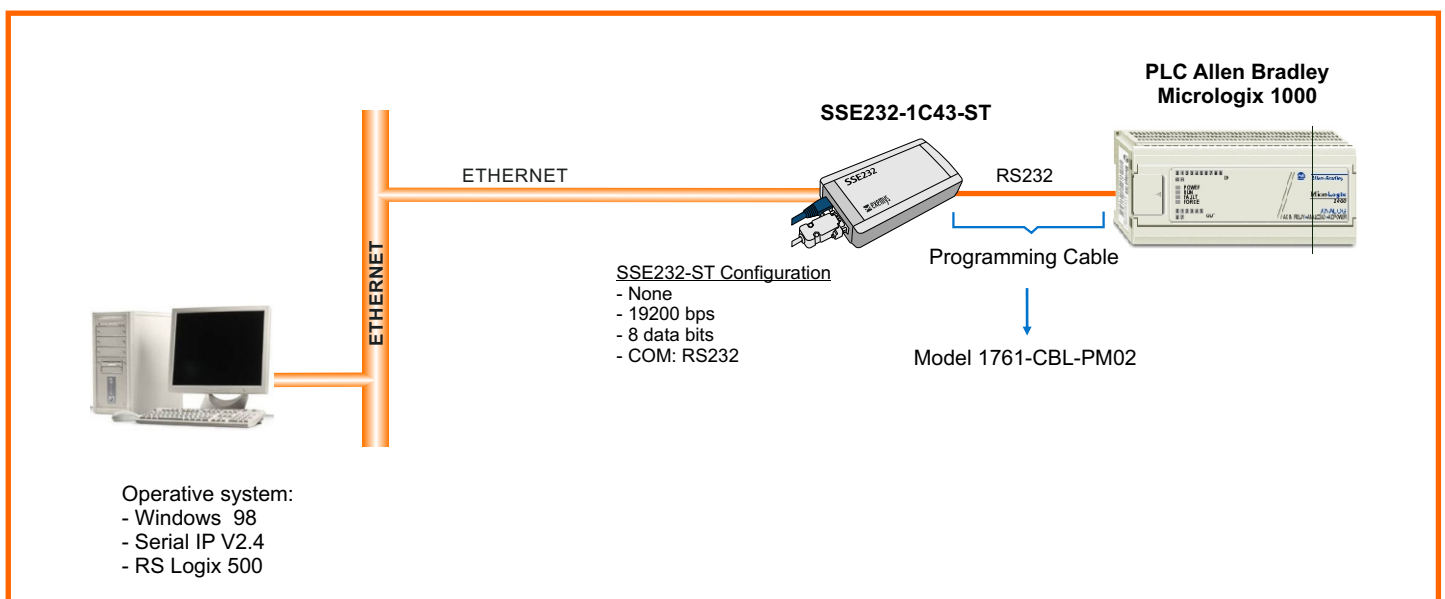 PLC Allen Bradley
Micrologix 1000
SSE232-1C43-ST
ETHERNET
RS232
SSE232
exemys
Allen-Bradley
MicroLogix
1000
POWER
RUN
FAULT
FORCE
ANALOG
Programming Cable
ETHERNET
SSE232-ST Configuration
- None
- 19200 bps
- 8 data bits
- COM: RS232
Model 1761-CBL-PM02
Operative system:
- Windows 98
- Serial IP V2.4
- RS Logix 500